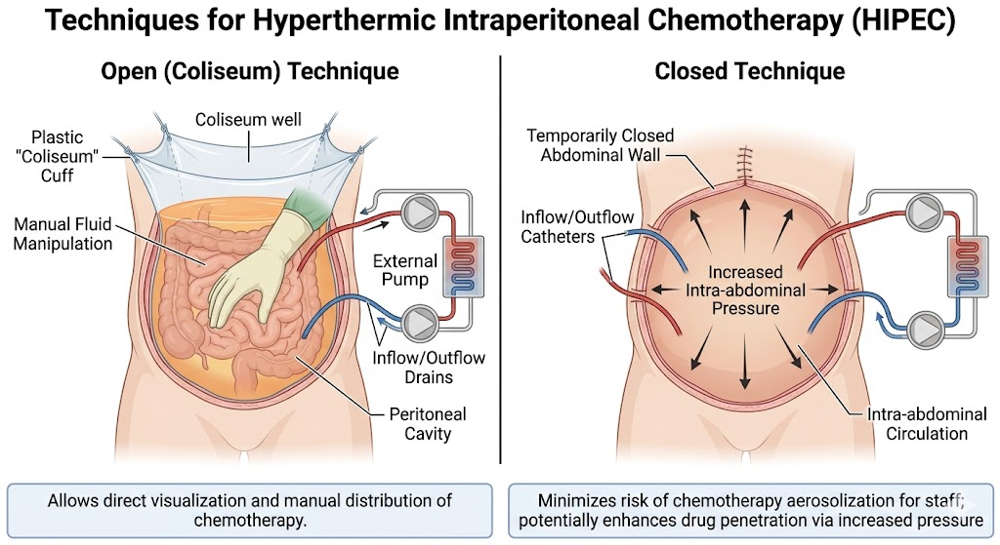 Techniques for Hyperthermic Intraperitoneal Chemotherapy (HIPEC)
Open (Coliseum) Technique
Plastic
"Coliseum"
Cuff
Coliseum well
Manual Fluid
Manipulation
External
Pump
Inflow/Outflow
Drains
Peritoneal
Cavity
Allows direct visualization and manual distribution of
chemotherapy.
Closed Technique
Temporarily Closed
Abdominal Wall
Inflow/Outflow
Catheters
Increased
Intra-abdominal
Pressure
Intra-abdominal
Circulation
Minimizes risk of chemotherapy aerosolization for staff;
potentially enhances drug penetration via increased pressure